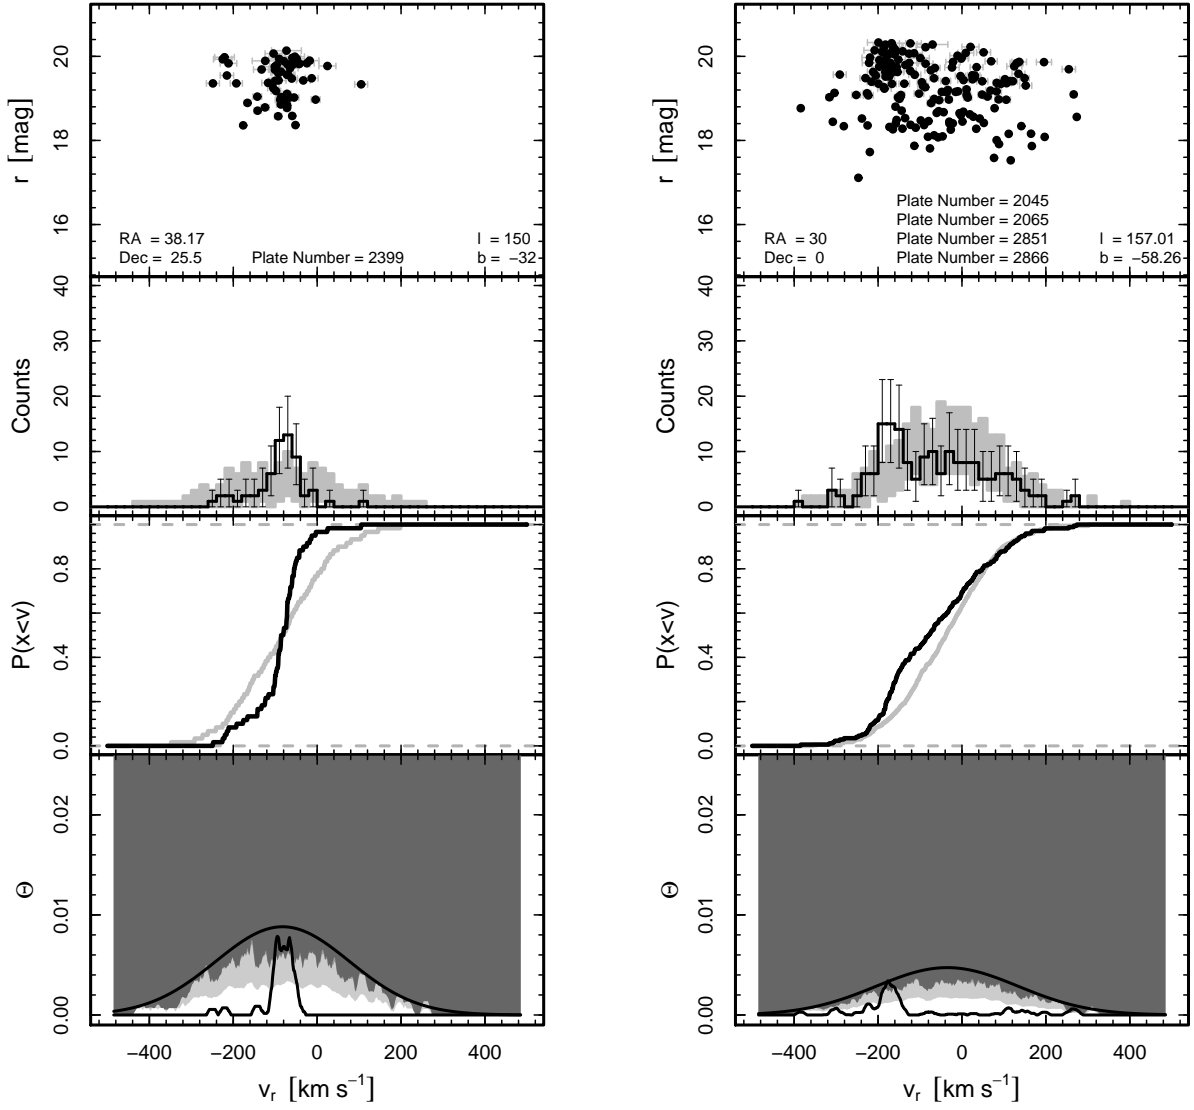 r [mag]
16 18 20
RA = 38.17
Dec = 25.5
Plate Number = 2399
l = 150
b = −32
Counts
0 10 20 30 40
P(x<v)
0.0 0.4 0.8
Θ
0.00 0.01 0.02
−400 −200 0 200 400
vr [km s−1]
r [mag]
16 18 20
Plate Number = 2045
Plate Number = 2065
RA = 30
Plate Number = 2851
l = 157.01
Dec = 0
Plate Number = 2866
b = −58.26
Counts
0 10 20 30 40
P(x<v)
0.0 0.4 0.8
Θ
0.00 0.01 0.02
−400 −200 0 200 400
vr [km s−1]